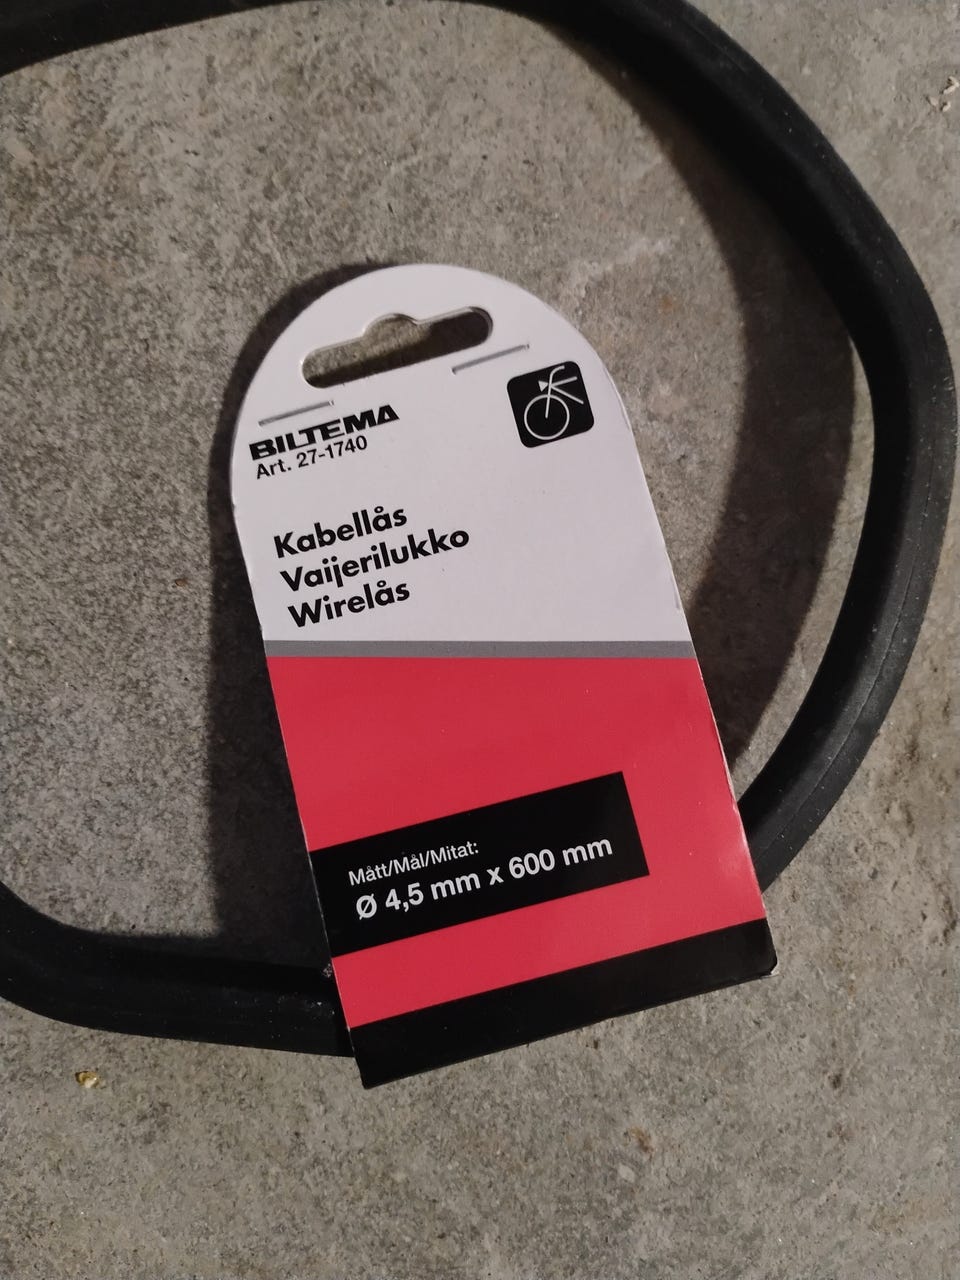 BILTEMA
Art. 27-1740
Kabellås
Vaijerilukko
Wirelås
Mått/Mål/Mitat:
Ø 4,5 mm x 600 mm